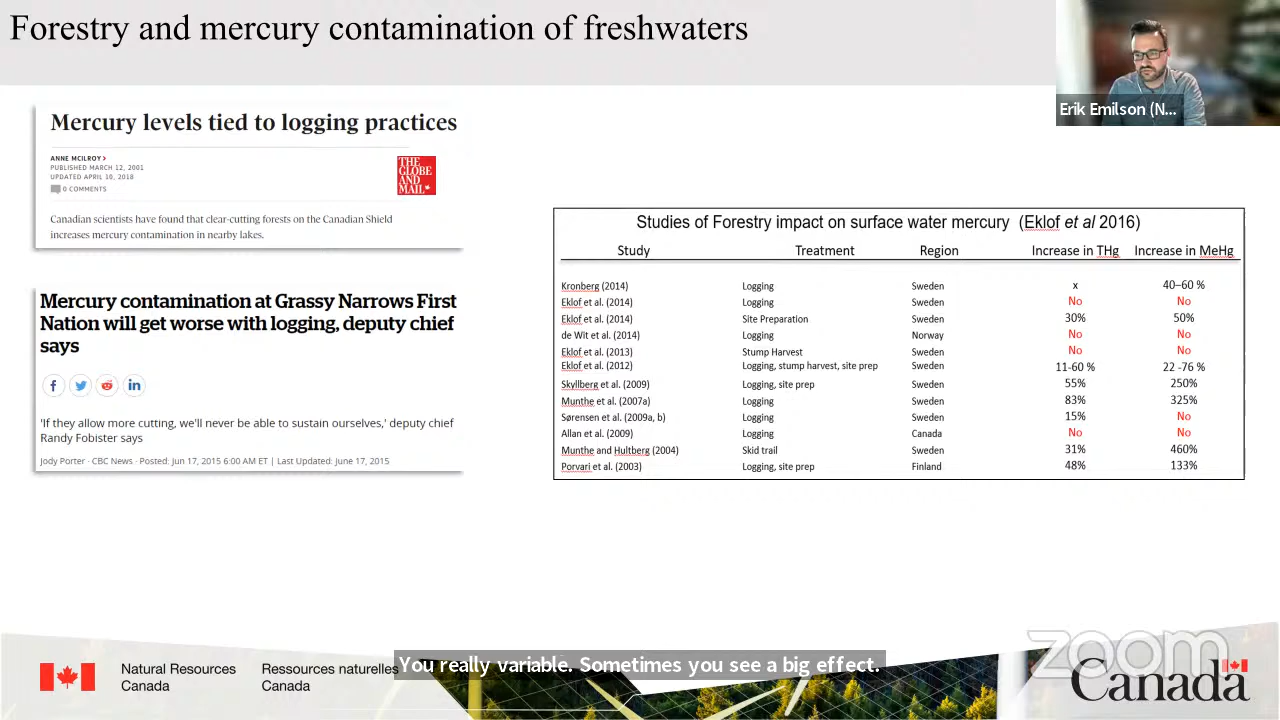 Forestry and mercury contamination of freshwaters
Erik Emilson (N...
Mercury levels tied to logging practices
ANNE MCILROY
PUBLISHED MARCH 12, 2001
UPDATED APRIL 10, 2018
0 COMMENTS
THE
GLOBE
AND
MAIL
Canadian scientists have found that clear-cutting forests on the Canadian Shield
increases mercury contamination in nearby lakes.
Mercury contamination at Grassy Narrows First
Nation will get worse with logging, deputy chief
says
'If they allow more cutting, we'll never be able to sustain ourselves,' deputy chief
Randy Fobister says
Jody Porter · CBC News · Posted: Jun 17, 2015 6:00 AM ET | Last Updated: June 17, 2015
Studies of Forestry impact on surface water mercury (Eklof et al 2016)
Study Treatment Region Increase in THg Increase in MeHg
Kronberg (2014) Logging Sweden x 40–60 %
Eklof et al. (2014) Logging Sweden No No
Eklof et al. (2014) Site Preparation Sweden 30% 50%
de Wit et al. (2014) Logging Norway No No
Eklof et al. (2013) Stump Harvest Sweden No No
Eklof et al. (2012) Logging, stump harvest, site prep Sweden 11-60 % 22 -76 %
Skyllberg et al. (2009) Logging, site prep Sweden 55% 250%
Munthe et al. (2007a) Logging Sweden 83% 325%
Sørensen et al. (2009a, b) Logging Sweden 15% No
Allan et al. (2009) Logging Canada No No
Munthe and Hultberg (2004) Skid trail Sweden 31% 460%
Porvari et al. (2003) Logging, site prep Finland 48% 133%
Natural Resources
Canada
Ressources naturelles
Canada
You really variable. Sometimes you see a big effect.
zoom
Canada